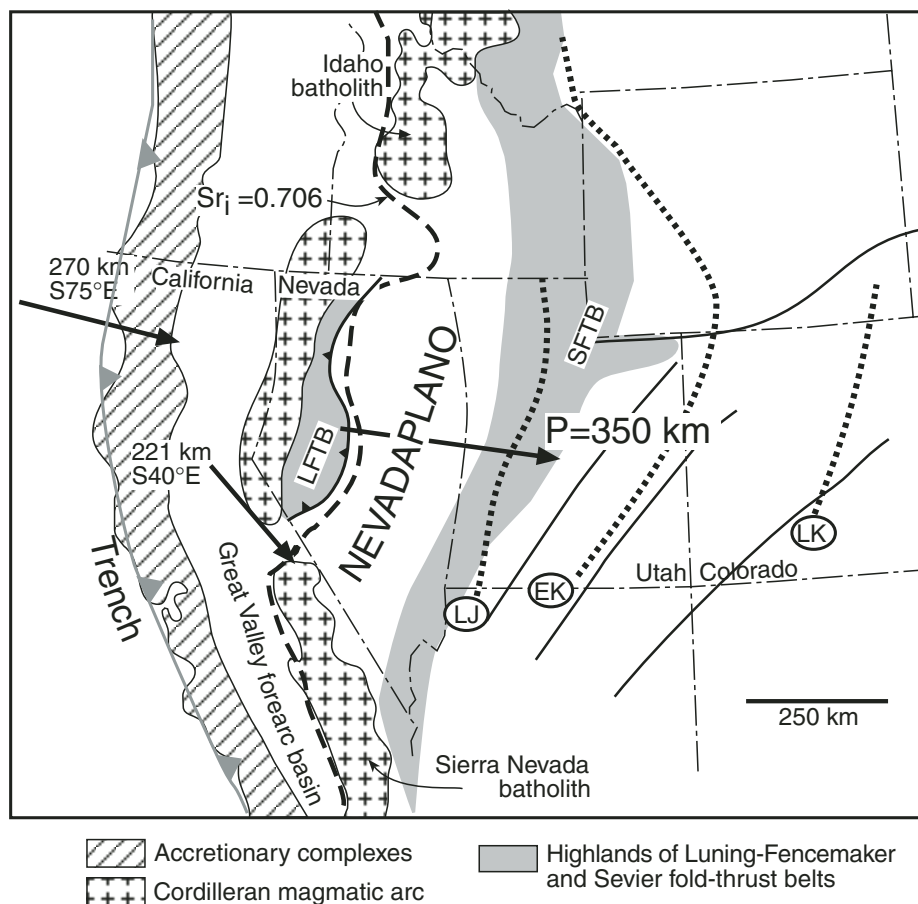 Idaho
batholith
Sri =0.706
270 km
S75°E
California
Nevada
SFTB
NEVADAPLANO
P=350 km
LFTB
221 km
S40°E
LK
Trench
Great Valley forearc basin
Utah
Colorado
EK
LJ
250 km
Sierra Nevada
batholith
Accretionary complexes
Cordilleran magmatic arc
Highlands of Luning-Fencemaker
and Sevier fold-thrust belts